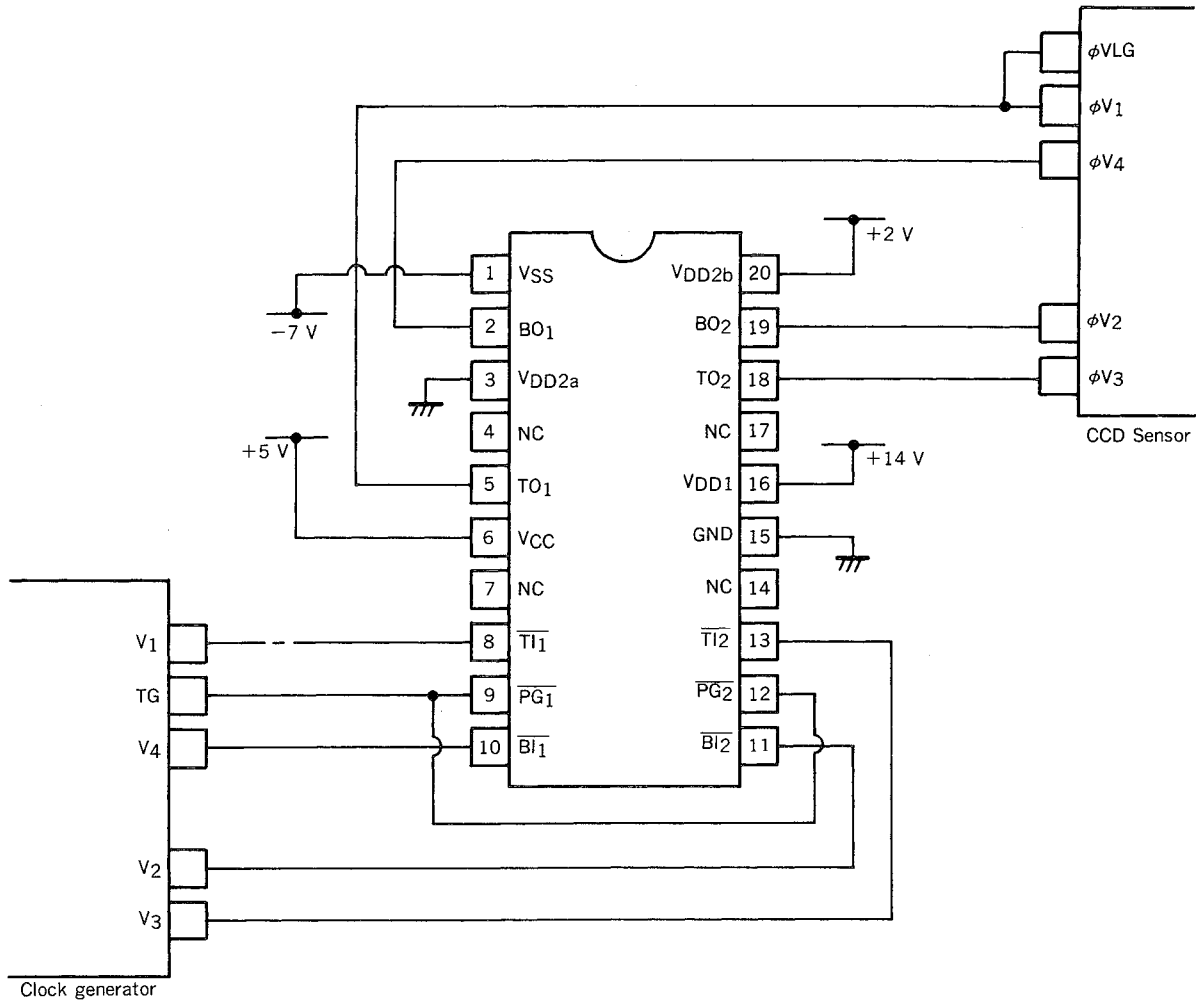 φVLG
φV1
φV4
+2 V
1 VSS VDD2b 20
-7 V
2 BO1 BO2 19 φV2
3 VDD2a TO2 18 φV3
4 NC NC 17
CCD Sensor
+5 V +14 V
5 TO1 VDD1 16
6 VCC GND 15
7 NC NC 14
V1 8 TI1 TI2 13
TG 9 PG1 PG2 12
V4 10 BI1 BI2 11
V2
V3
Clock generator